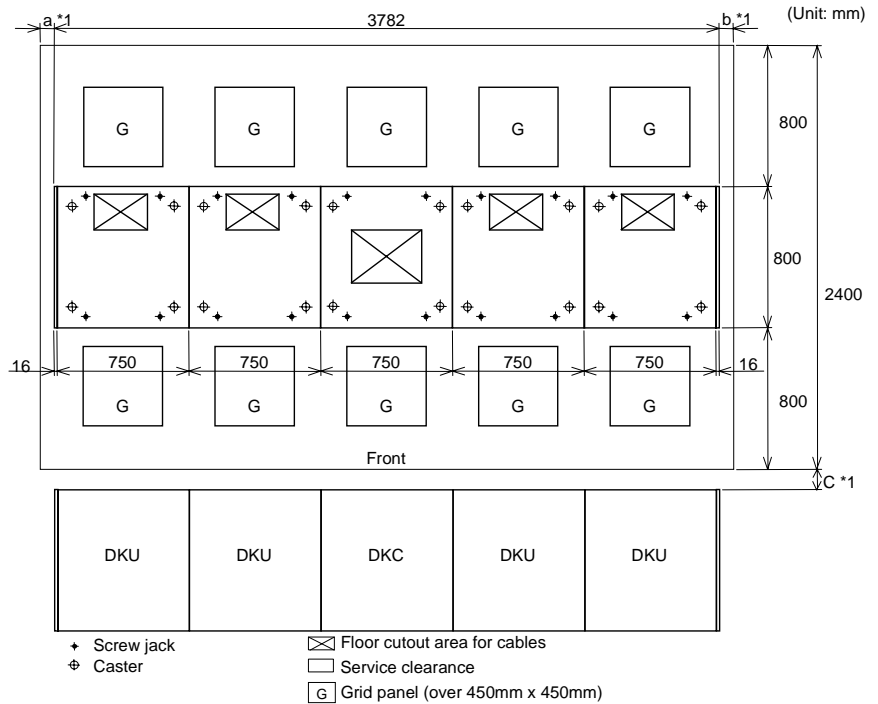 a *1
3782
b *1
(Unit: mm)
G G G G G
800
800
2400
16 750 750 750 750 750 16
G G G G G
800
Front
C *1
DKU DKU DKC DKU DKU
Screw jack
Caster
Floor cutout area for cables
Service clearance
G Grid panel (over 450mm x 450mm)